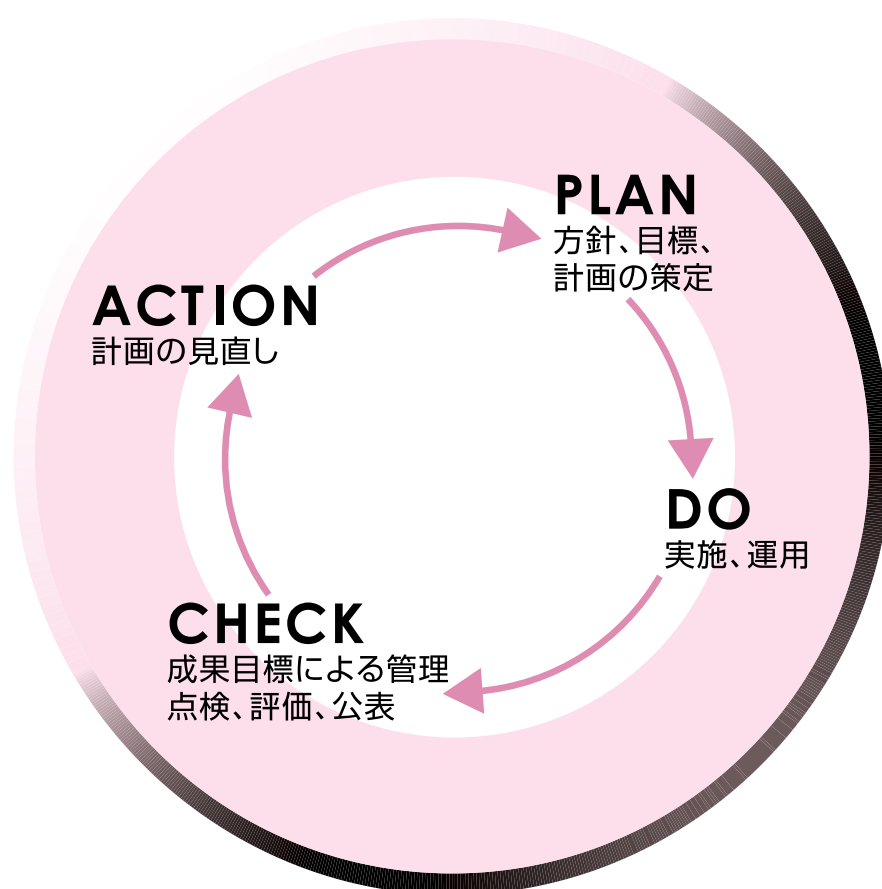 PLAN
方針、目標、
計画の策定
ACTION
計画の見直し
DO
実施、運用
CHECK
成果目標による管理
点検、評価、公表